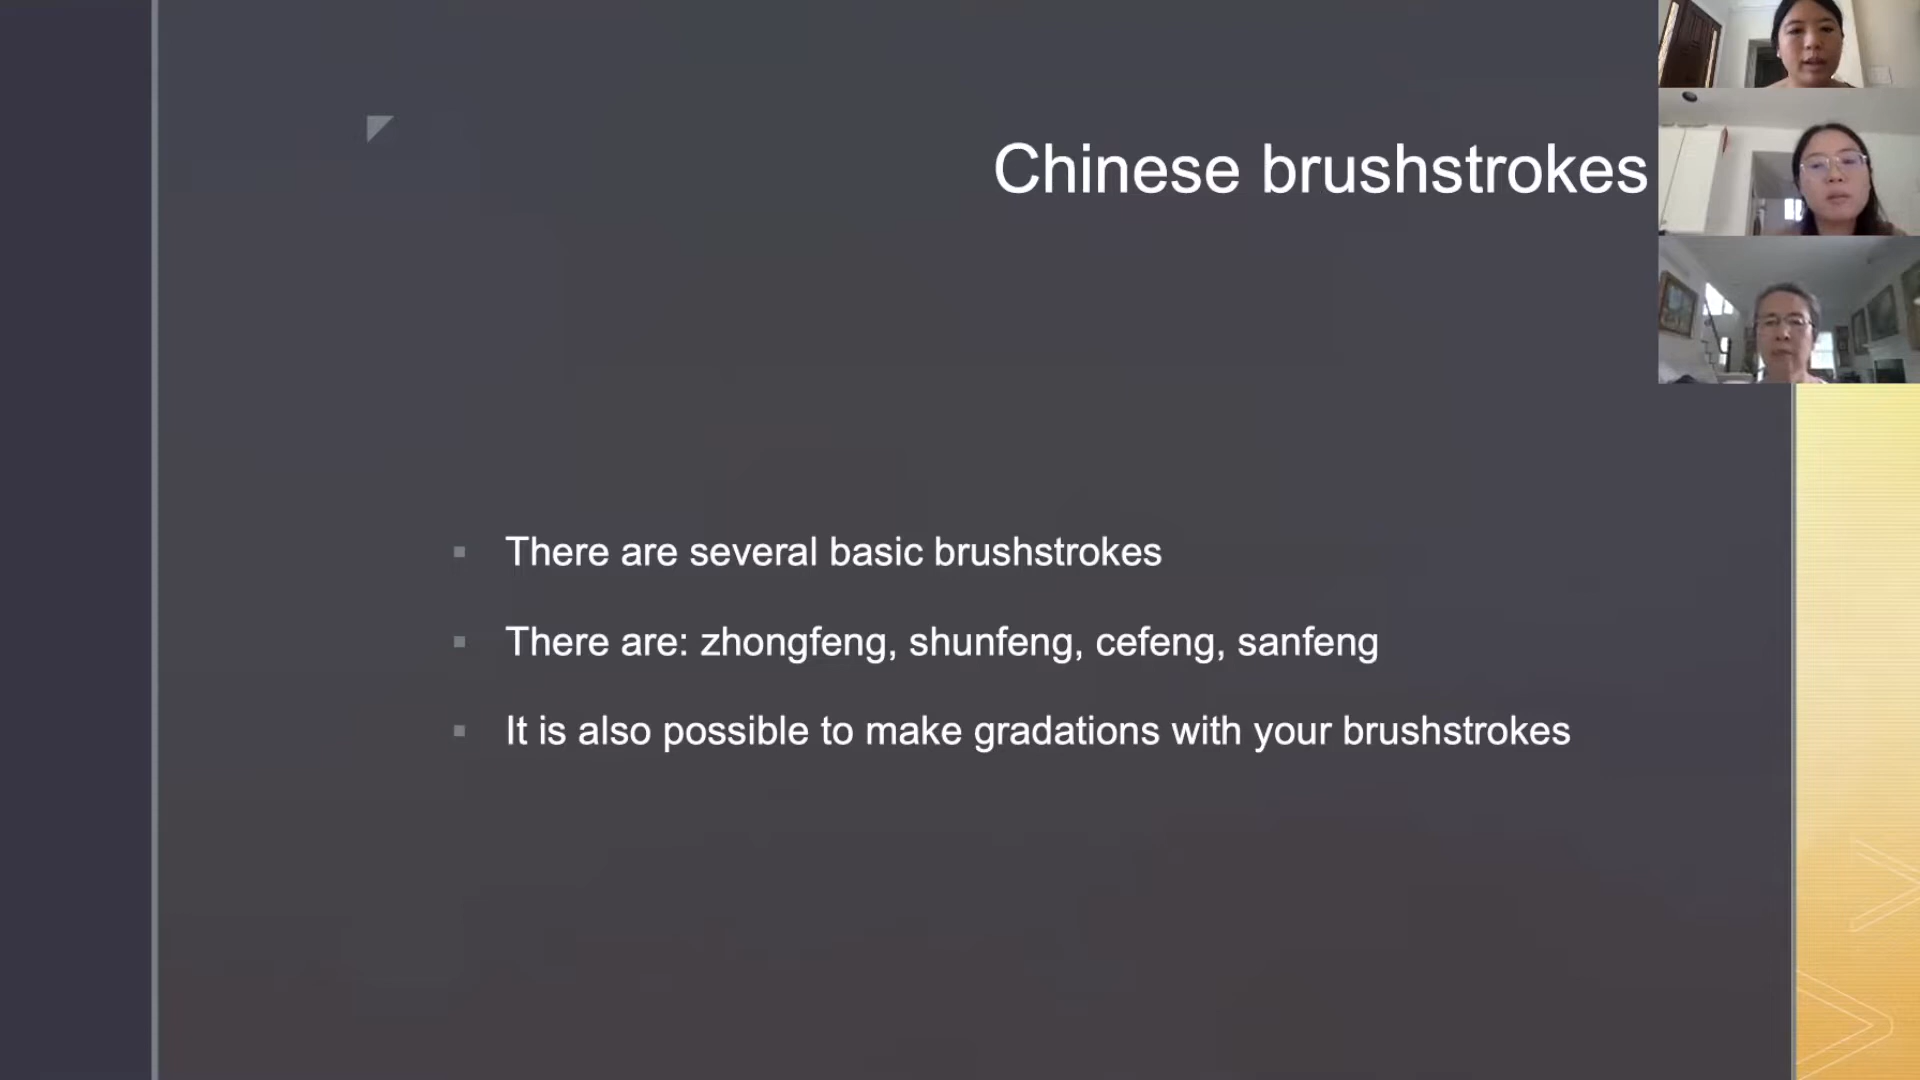 Chinese brushstrokes
There are several basic brushstrokes
There are: zhongfeng, shunfeng, cefeng, sanfeng
It is also possible to make gradations with your brushstrokes